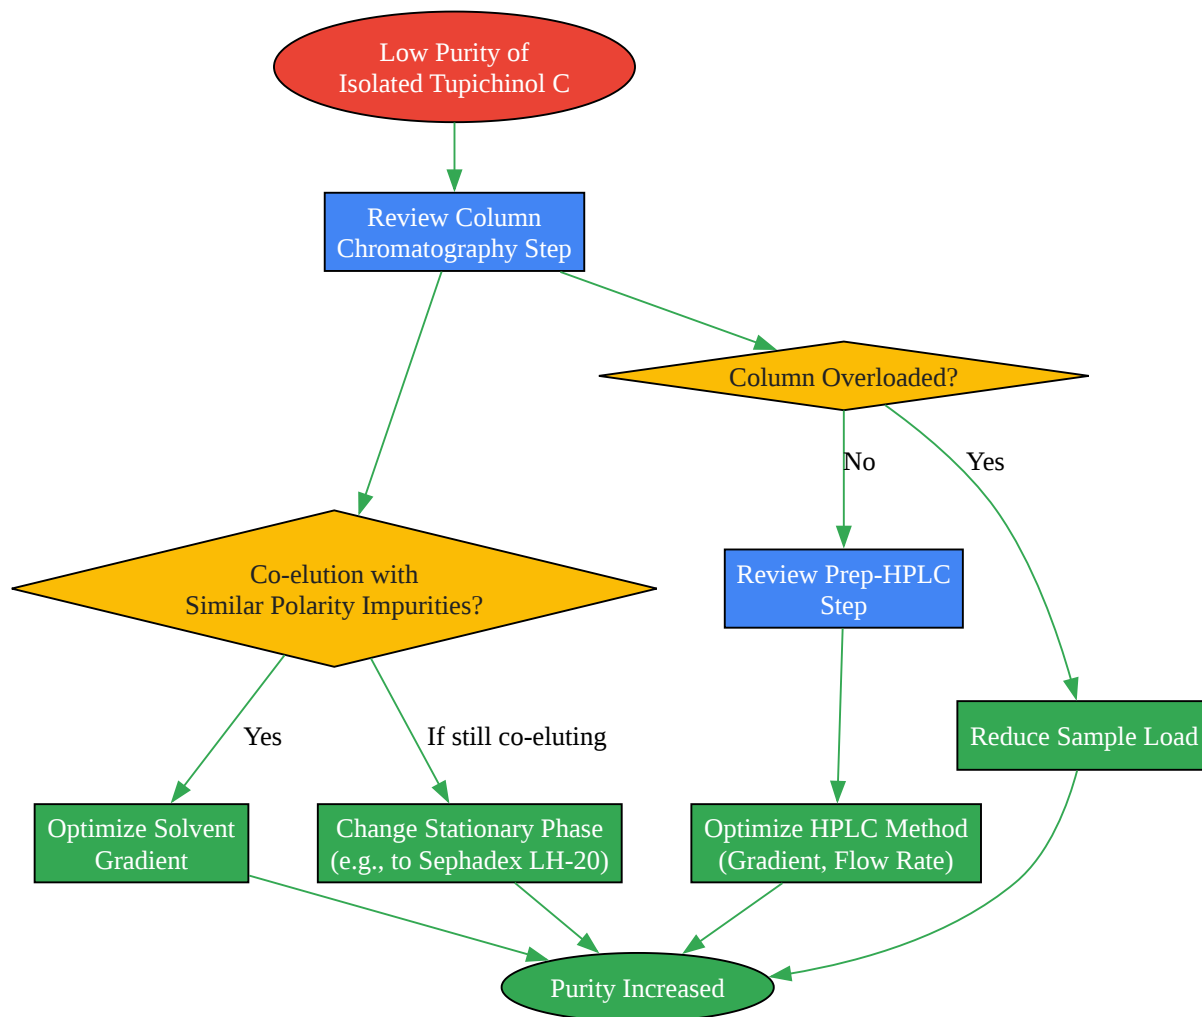 Low Purity of
Isolated Tupichinol C
Review Column
Chromatography Step
Column Overloaded?
No
Yes
Co-elution with
Similar Polarity Impurities?
Review Prep-HPLC
Step
Yes
If still co-eluting
Reduce Sample Load
Optimize Solvent
Gradient
Change Stationary Phase
(e.g., to Sephadex LH-20)
Optimize HPLC Method
(Gradient, Flow Rate)
Purity Increased